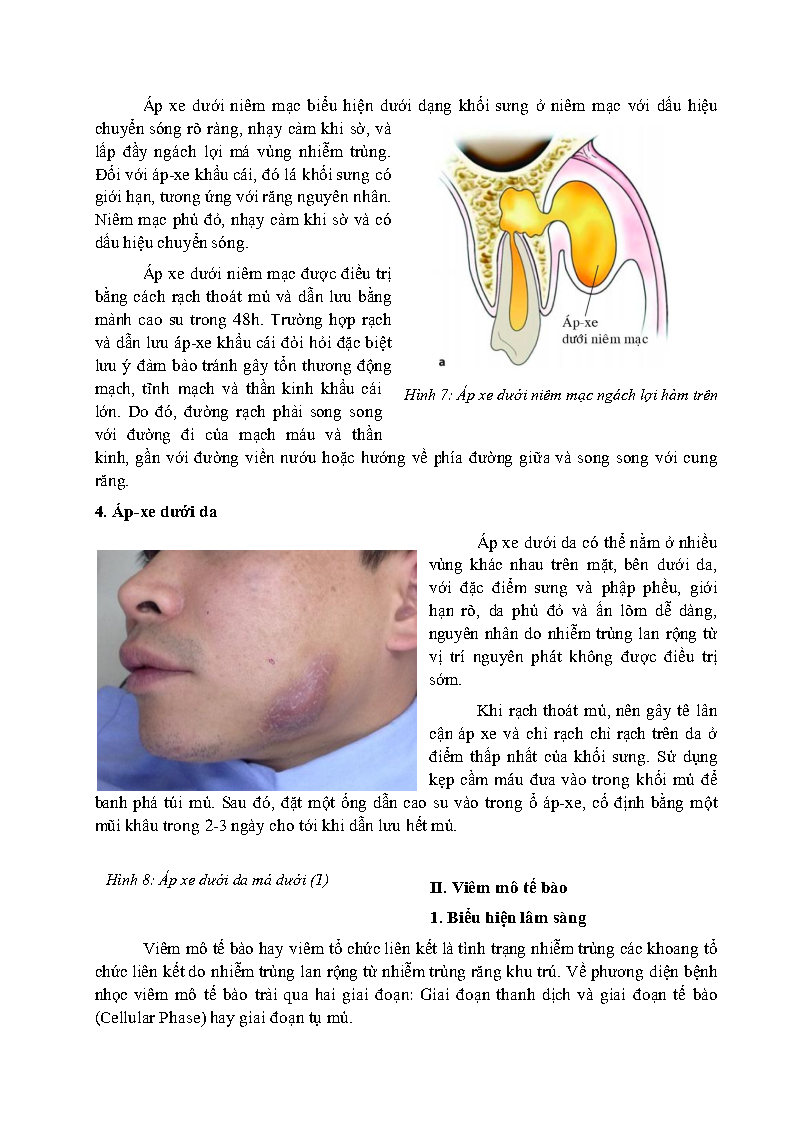 Áp xe dưới niêm mạc biểu hiện dưới dạng khối sưng ở niêm mạc với dấu hiệu
chuyển sóng rõ ràng, nhạy cảm khi sờ, và
lấp đầy ngách lợi má vùng nhiễm trùng.
Đối với áp-xe khẩu cái, đó lá khối sưng có
giới hạn, tương ứng với răng nguyên nhân.
Niêm mạc phủ đỏ, nhạy cảm khi sờ và có
dấu hiệu chuyển sóng.
Áp xe dưới niêm mạc được điều trị
bằng cách rạch thoát mủ và dẫn lưu bằng
mảnh cao su trong 48h. Trường hợp rạch
và dẫn lưu áp-xe khẩu cái đòi hỏi đặc biệt
lưu ý đảm bảo tránh gây tổn thương động
mạch, tĩnh mạch và thần kinh khẩu cái
lớn. Do đó, đường rạch phải song song
với đường đi của mạch máu và thần
kinh, gần với đường viền nướu hoặc hướng về phía đường giữa và song song với cung
răng.
Áp-xe
dưới niêm mạc
a
Hình 7: Áp xe dưới niêm mạc ngách lợi hàm trên
4. Áp-xe dưới da
Áp xe dưới da có thể nằm ở nhiều
vùng khác nhau trên mặt, bên dưới da,
với đặc điểm sưng và phập phều, giới
hạn rõ, da phủ đỏ và ấn lõm dễ dàng,
nguyên nhân do nhiễm trùng lan rộng từ
vị trí nguyên phát không được điều trị
sớm.
Khi rạch thoát mủ, nên gây tê lân
cận áp xe và chỉ rạch chỉ rạch trên da ở
điểm thấp nhất của khối sưng. Sử dụng
kẹp cầm máu đưa vào trong khối mủ để
banh phá túi mủ. Sau đó, đặt một ống dẫn cao su vào trong ổ áp-xe, cố định bằng một
mũi khâu trong 2-3 ngày cho tới khi dẫn lưu hết mủ.
Hình 8: Áp xe dưới da má dưới (1)
II. Viêm mô tế bào
1. Biểu hiện lâm sàng
Viêm mô tế bào hay viêm tổ chức liên kết là tình trạng nhiễm trùng các khoang tổ
chức liên kết do nhiễm trùng lan rộng từ nhiễm trùng răng khu trú. Về phương diện bệnh
nhọc viêm mô tế bào trải qua hai giai đoạn: Giai đoạn thanh dịch và giai đoạn tế bào
(Cellular Phase) hay giai đoạn tụ mủ.